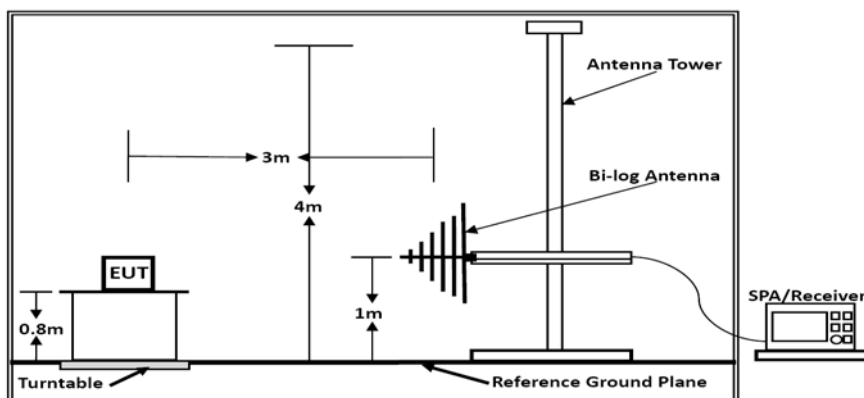 Antenna Tower
3m
Bi-log Antenna
4m
EUT
SPA/Receiver
0.8m
1m
Turntable
Reference Ground Plane